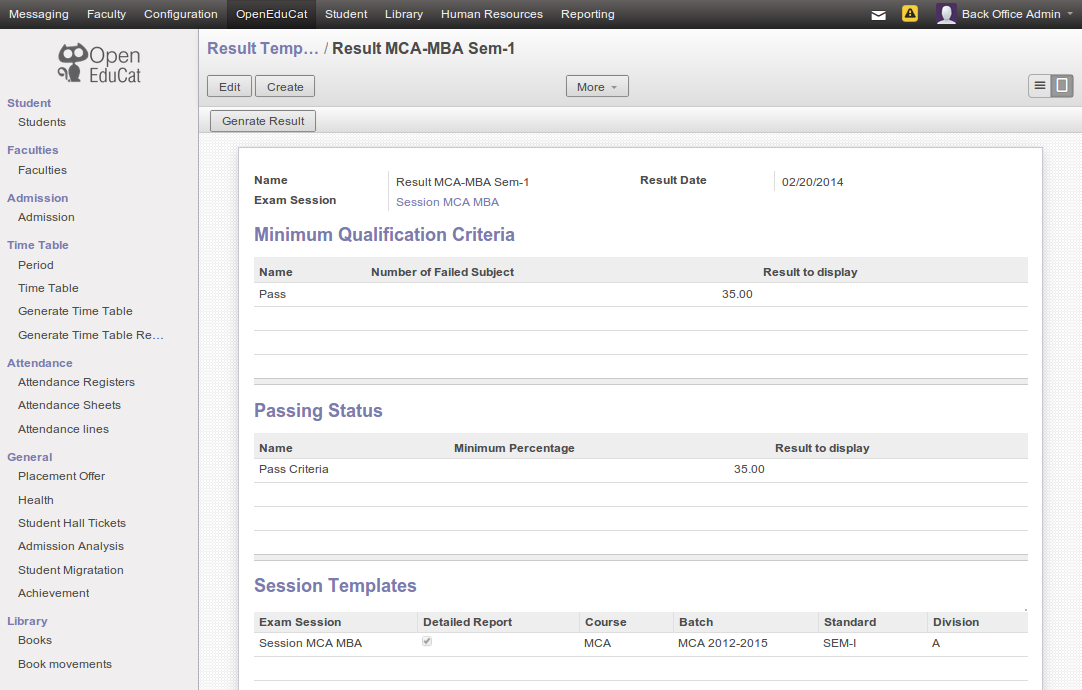 Messaging Faculty Configuration OpenEduCat Student Library Human Resources Reporting Back Office Admin
Open
EduCat
Student
Students
Faculties
Faculties
Admission
Admission
Time Table
Period
Time Table
Generate Time Table
Generate Time Table Re...
Attendance
Attendance Registers
Attendance Sheets
Attendance lines
General
Placement Offer
Health
Student Hall Tickets
Admission Analysis
Student Migratation
Achievement
Library
Books
Book movements
Result Temp... / Result MCA-MBA Sem-1
Edit Create More
Genrate Result
Name Result MCA-MBA Sem-1 Result Date 02/20/2014
Exam Session Session MCA MBA
Minimum Qualification Criteria
Name Number of Failed Subject Result to display
Pass 35.00
Passing Status
Name Minimum Percentage Result to display
Pass Criteria 35.00
Session Templates
Exam Session Detailed Report Course Batch Standard Division
Session MCA MBA MCA MCA 2012-2015 SEM-I A